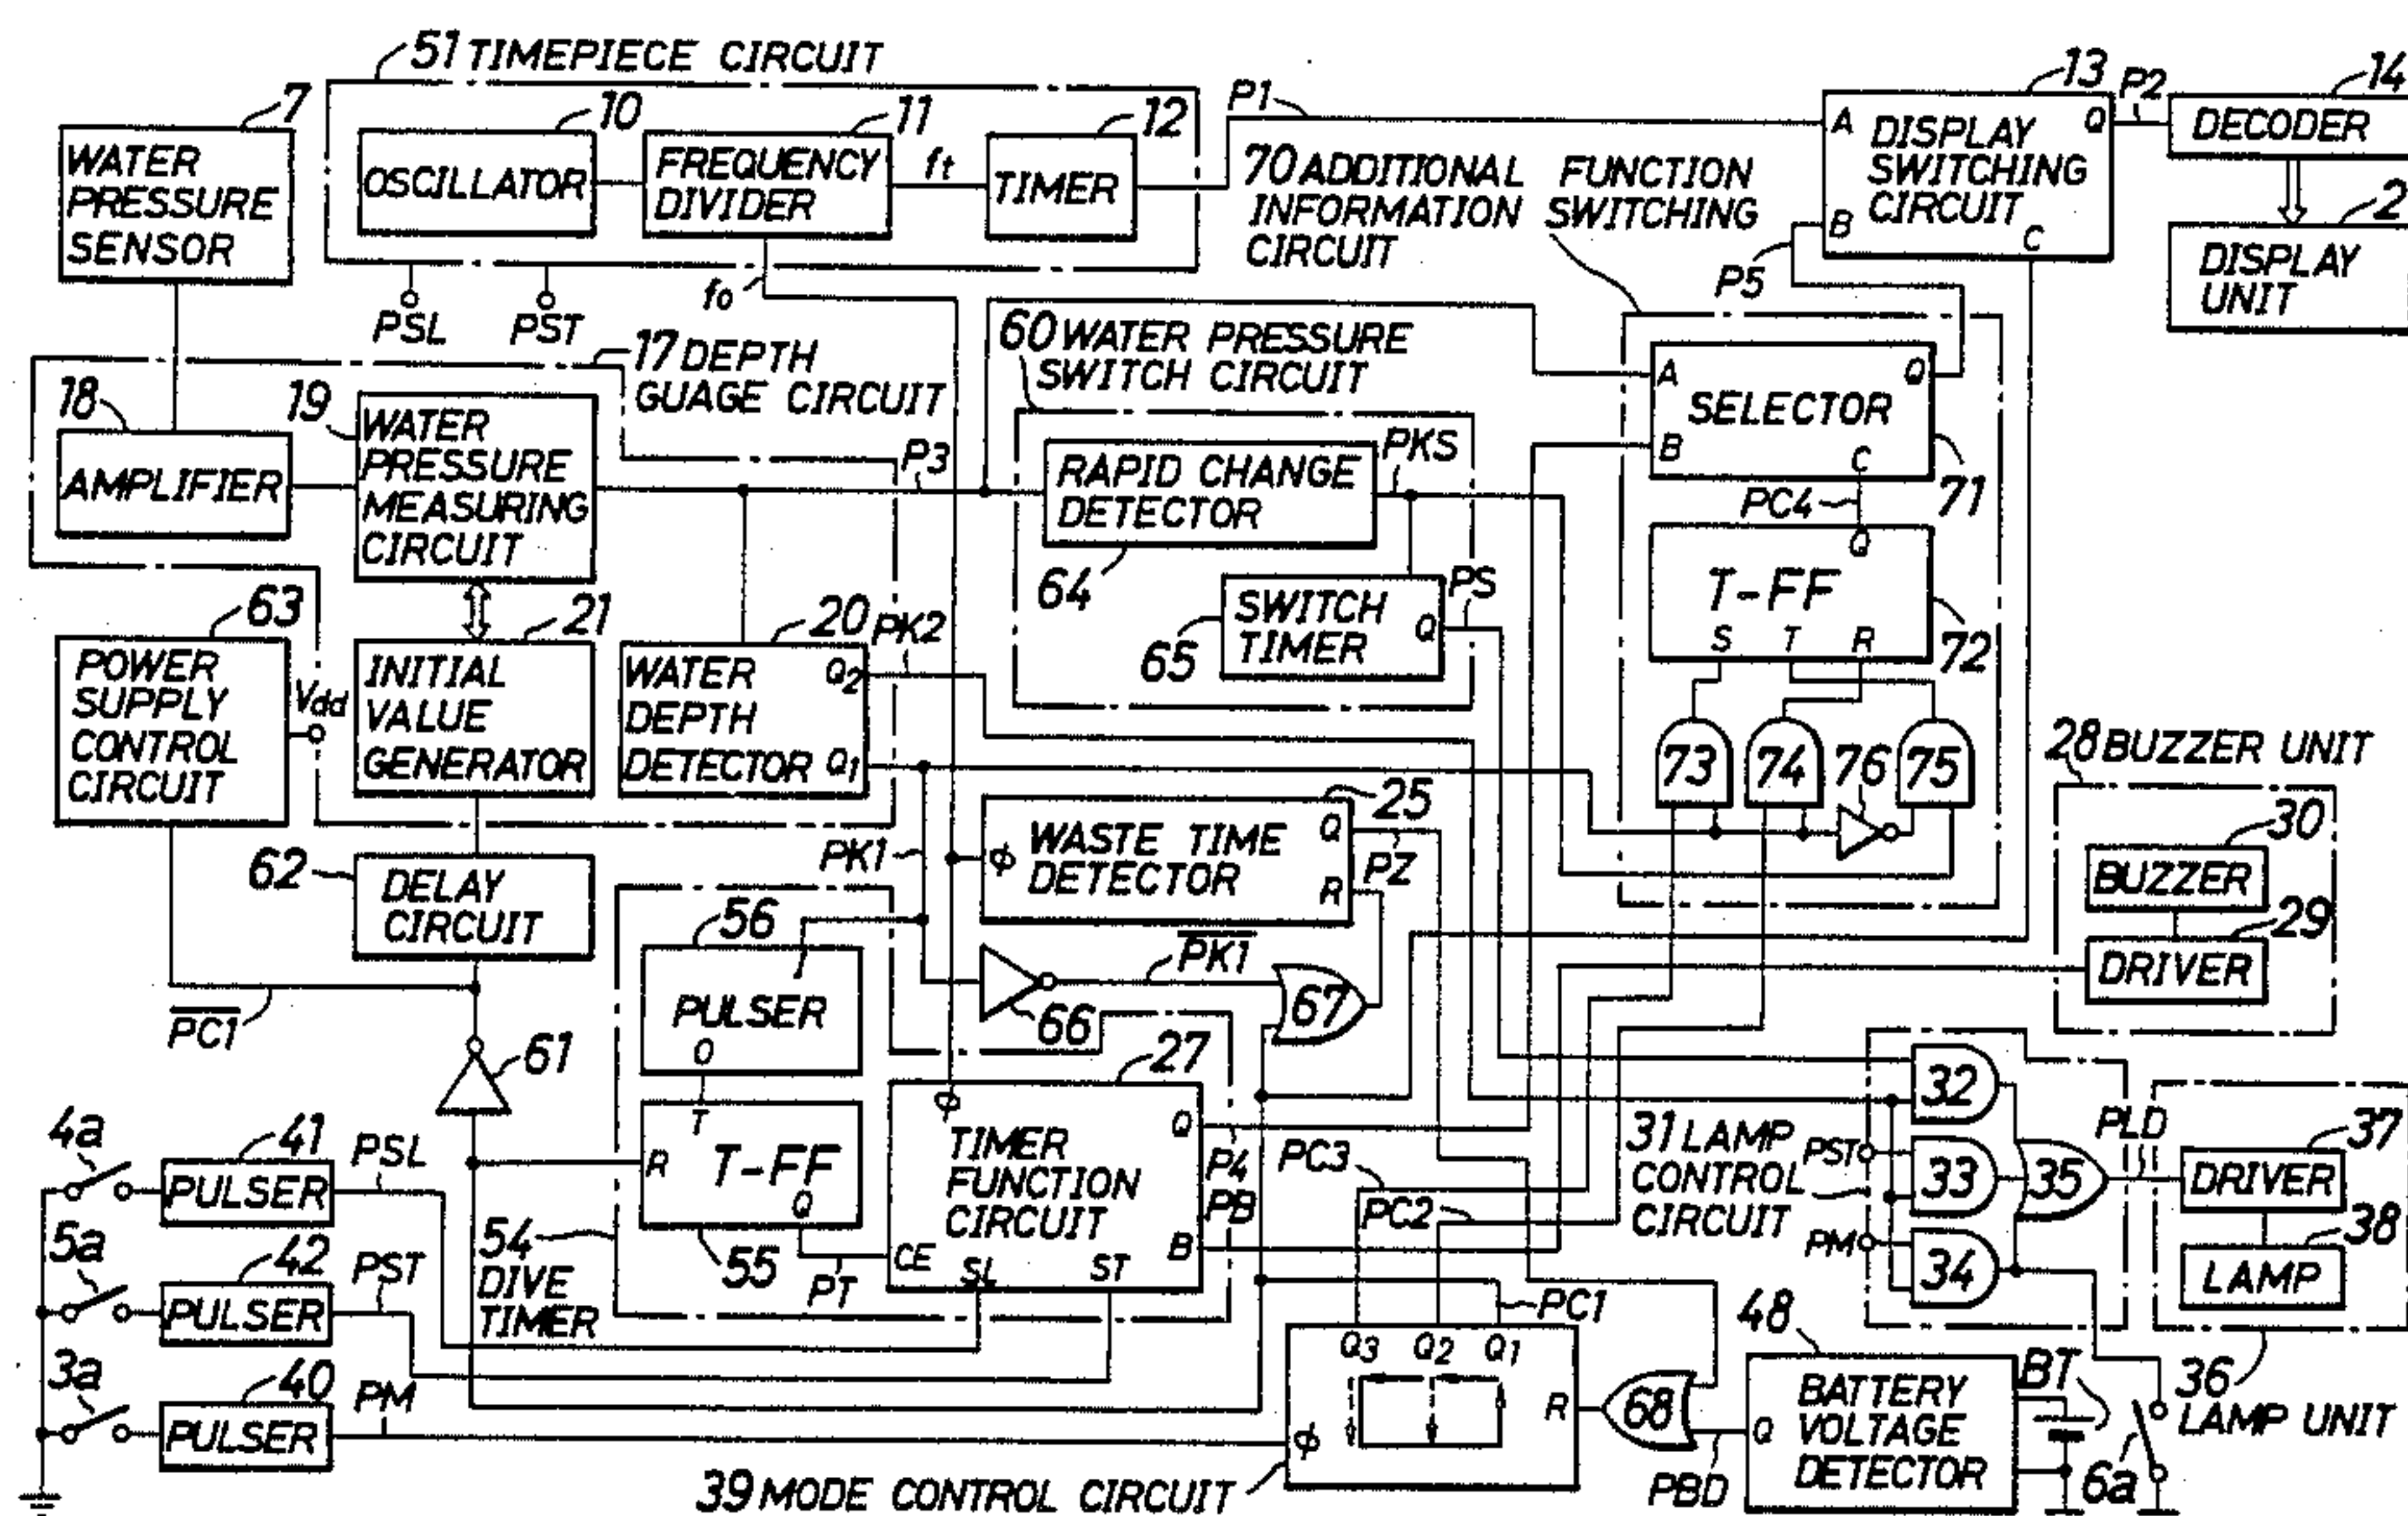 51 TIMEPIECE CIRCUIT
7
WATER
PRESSURE
SENSOR
10
OSCILLATOR
11
FREQUENCY
DIVIDER
ft
12
TIMER
P1
13
A
DISPLAY
SWITCHING
CIRCUIT
Q
B
C
P2
14
DECODER
2
DISPLAY
UNIT
PSL
PST
fo
70 ADDITIONAL FUNCTION
INFORMATION SWITCHING
CIRCUIT
P5
17 DEPTH
GUAGE CIRCUIT
18
AMPLIFIER
19
WATER
PRESSURE
MEASURING
CIRCUIT
P3
60 WATER PRESSURE
SWITCH CIRCUIT
RAPID CHANGE
DETECTOR
64
PKS
SWITCH
TIMER
Q
65
PS
A
Q
SELECTOR
B
C
71
PC4
Q
T-FF
S T R
72
73
74
76
75
63
POWER
SUPPLY
CONTROL
CIRCUIT
Vdd
21
INITIAL
VALUE
GENERATOR
20
WATER
DEPTH
DETECTOR
Q2
Q1
PK2
28 BUZZER UNIT
30
BUZZER
29
DRIVER
25
WASTE TIME
DETECTOR
φ
Q
R
PZ
PK1
62
DELAY
CIRCUIT
56
PULSER
O
P̅K̅1̅
66
67
P̅C̅1̅
61
T
R
T-FF
Q
55
PT
54
DIVE
TIMER
27
φ
TIMER
FUNCTION
CIRCUIT
Q
B
CE
SL
ST
P4
PB
PC3
PC2
PC1
31 LAMP
CONTROL
CIRCUIT
PST
PM
32
33
34
35
PLD
37
DRIVER
38
LAMP
36
LAMP UNIT
4a
41
PULSER
PSL
5a
42
PULSER
PST
3a
40
PULSER
PM
Q3 Q2 Q1
R
φ
39 MODE CONTROL CIRCUIT
68
PBD
48
Q
BATTERY
VOLTAGE
DETECTOR
BT
6a